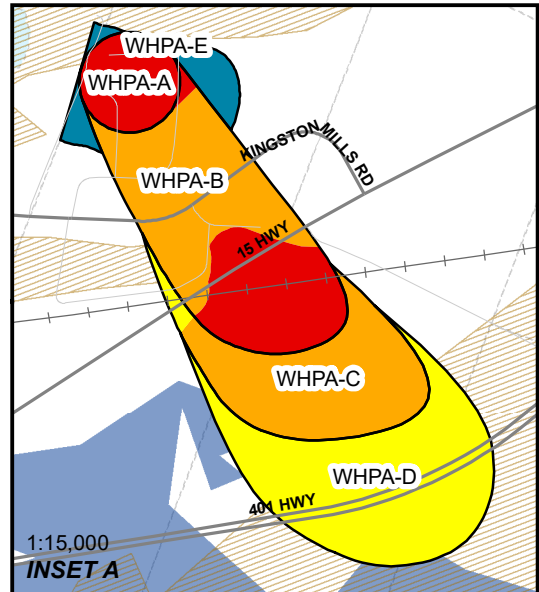 WHPA-E
WHPA-A
KINGSTON MILLS RD
WHPA-B
15 HWY
WHPA-C
WHPA-D
401 HWY
1:15,000
INSET A